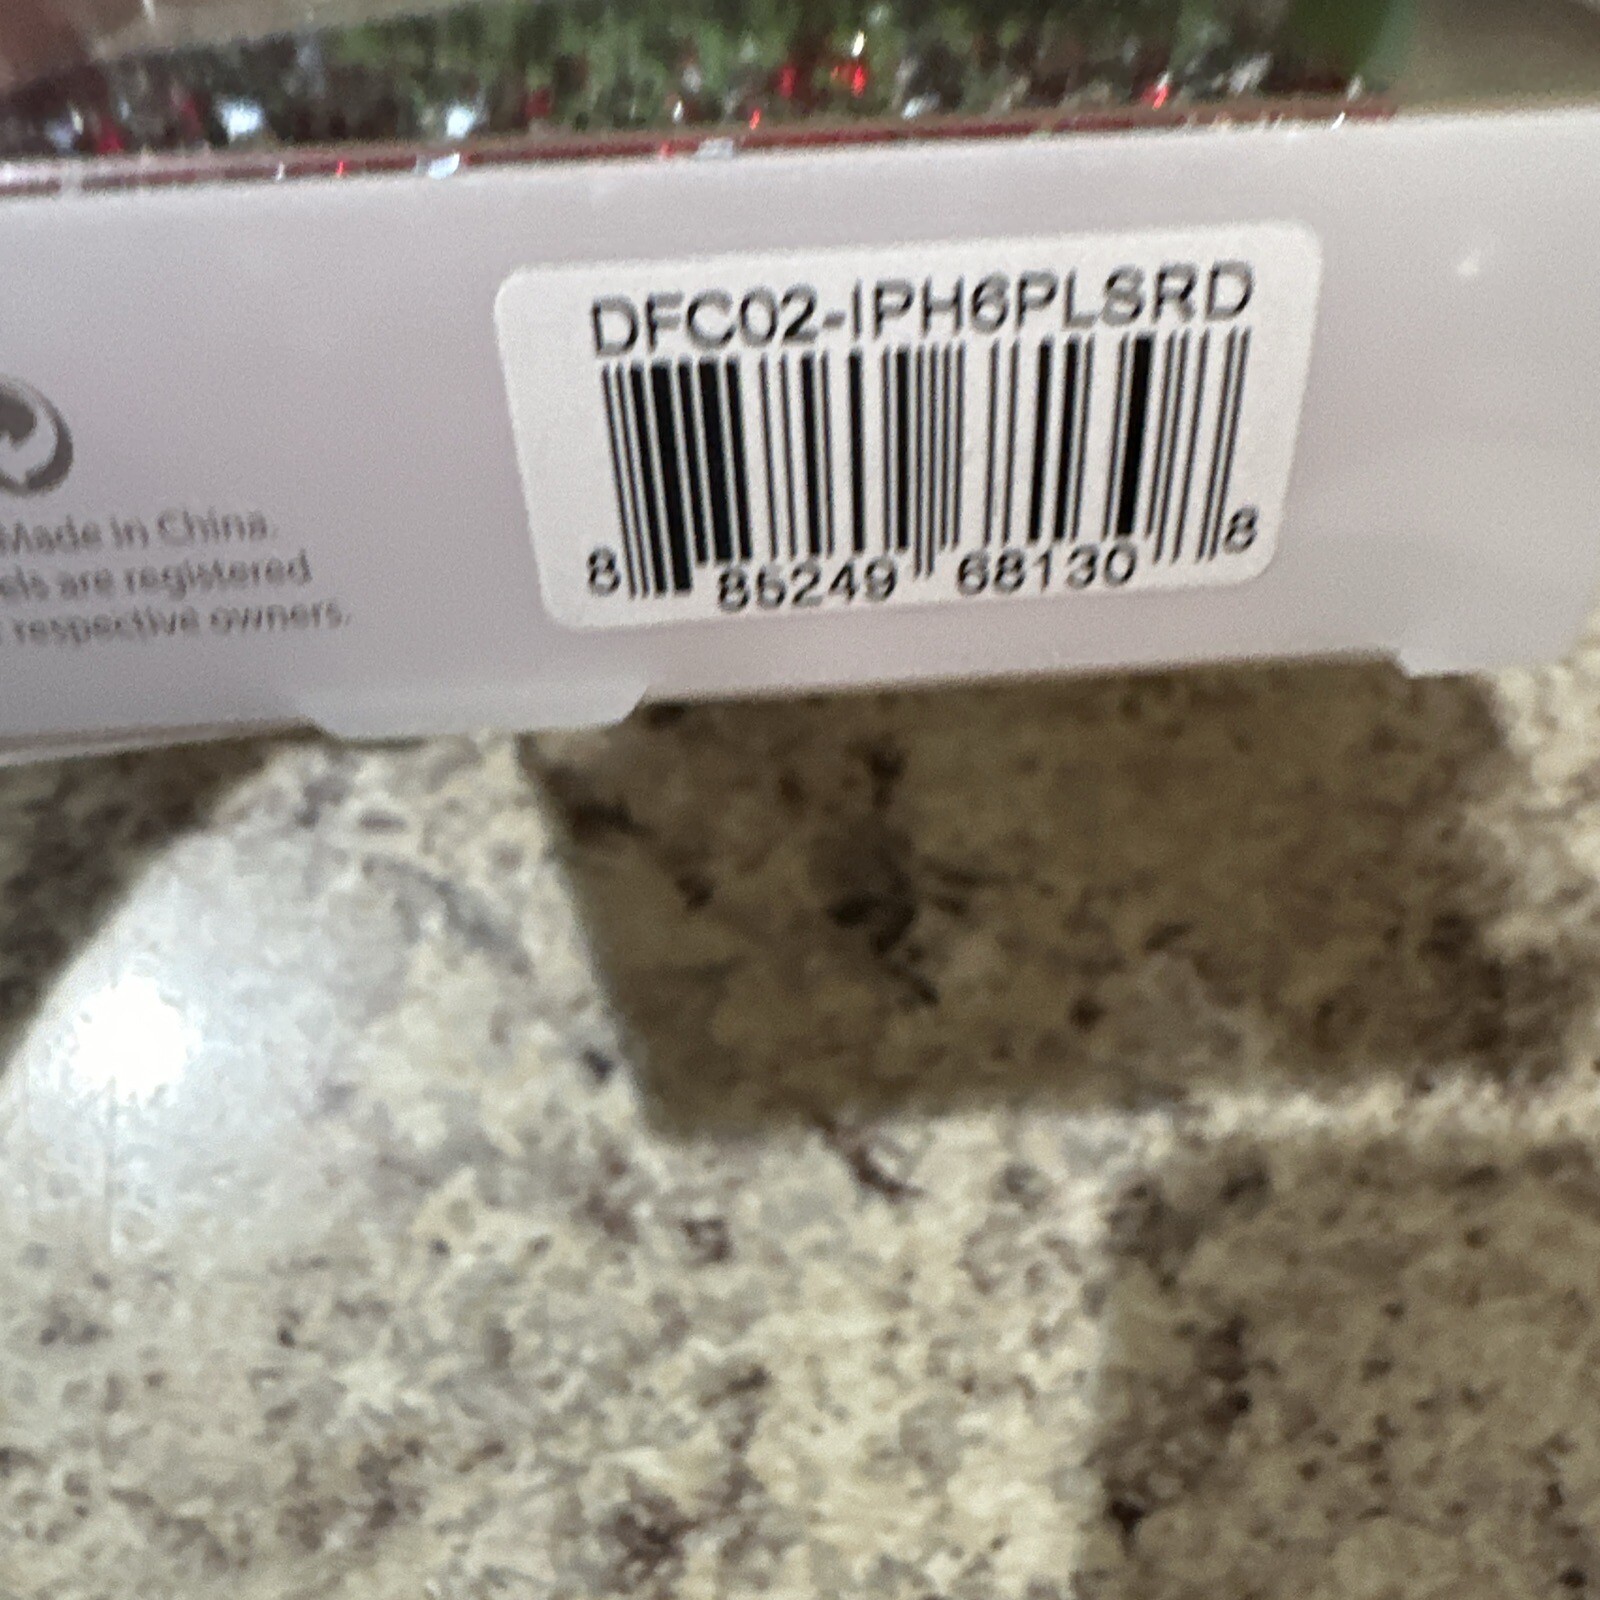 DFC02-IPH6PLSRD
8 85249 68130 8
Made in China.
els are registered
respective owners.